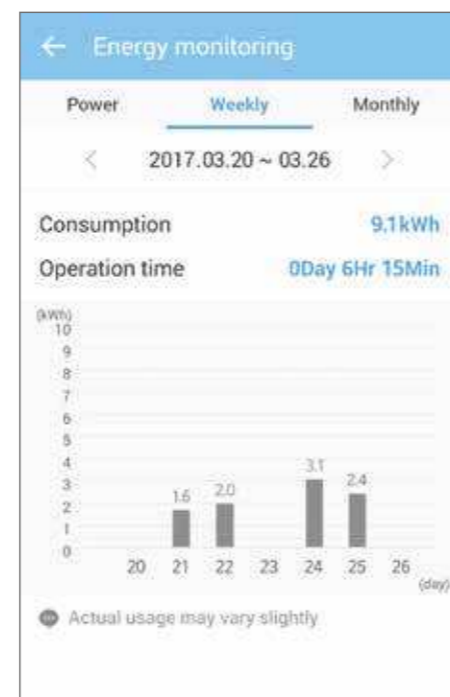 ← Energy monitoring
Power Weekly Monthly
< 2017.03.20 ~ 03.26 >
Consumption 9.1kWh
Operation time 0Day 6Hr 15Min
(kWh)
10
9
8
7
6
5
4
3
2
1
0
1.6 2.0 3.1 2.4
20 21 22 23 24 25 26
(day)
Actual usage may vary slightly